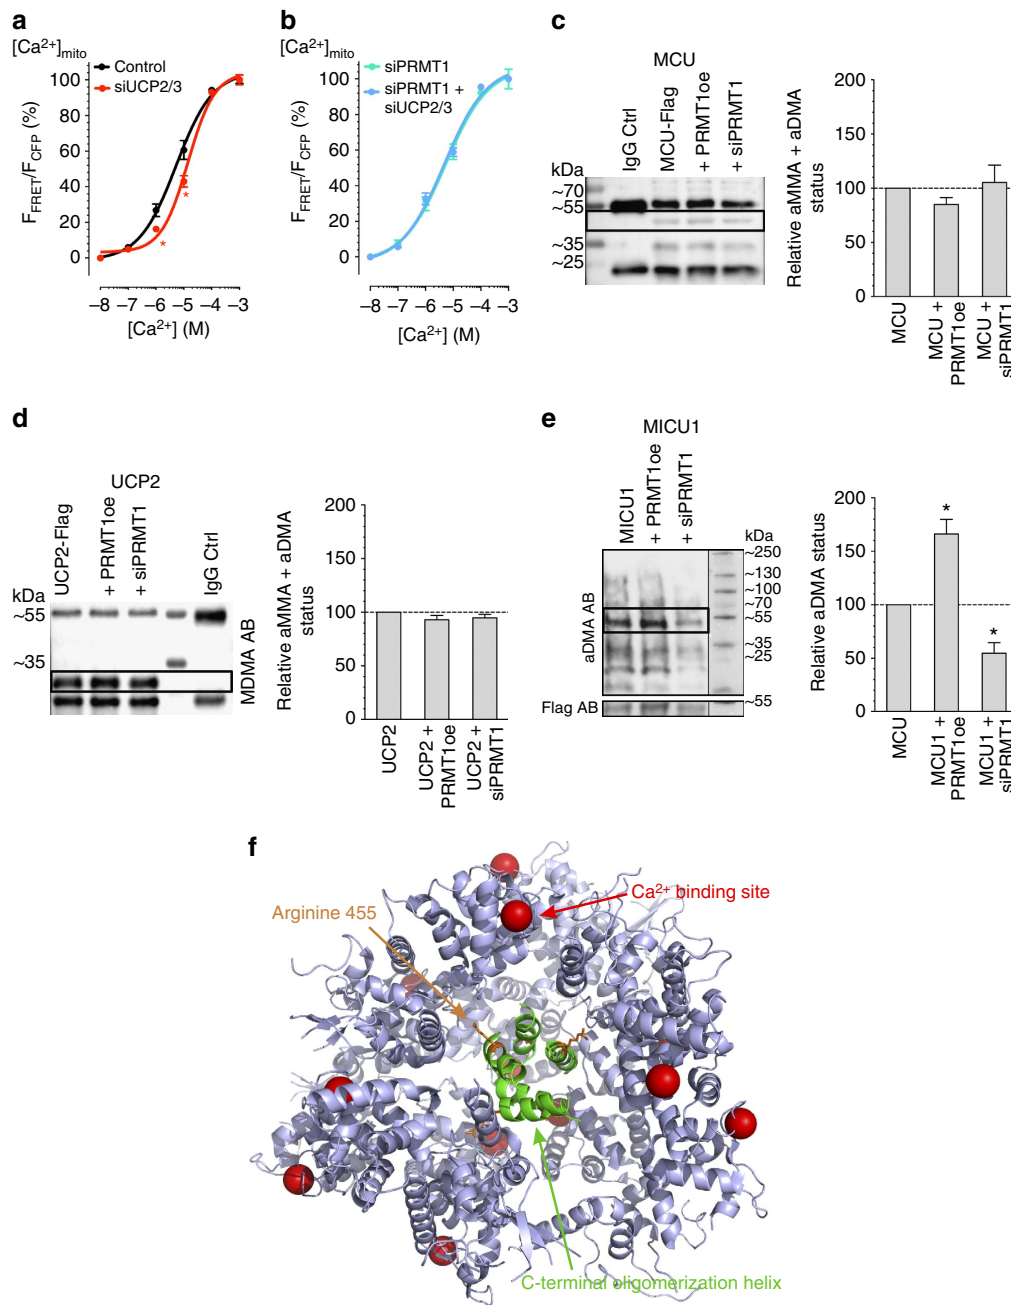 a
[Ca²⁺]mito
Control
siUCP2/3
F_FRET/F_CFP (%)
100
80
60
40
20
0
*
*
–8 –7 –6 –5 –4 –3
[Ca²⁺] (M)
b
[Ca²⁺]mito
siPRMT1
siPRMT1 +
siUCP2/3
F_FRET/F_CFP (%)
100
80
60
40
20
0
–8 –7 –6 –5 –4 –3
[Ca²⁺] (M)
c
MCU
IgG Ctrl
MCU-Flag
+ PRMT1oe
+ siPRMT1
kDa
~70
~55
~35
~25
Relative aMMA + aDMA
status
200
150
100
50
0
MCU
MCU +
PRMT1oe
MCU +
siPRMT1
d
UCP2
UCP2-Flag
+ PRMT1oe
+ siPRMT1
IgG Ctrl
kDa
~55
~35
MDMA AB
Relative aMMA + aDMA
status
200
150
100
50
0
UCP2
UCP2 +
PRMT1oe
UCP2 +
siPRMT1
e
MICU1
MICU1
+ PRMT1oe
+ siPRMT1
kDa
~250
~130
~100
~70
~55
~35
~25
~55
aDMA AB
Flag AB
Relative aDMA status
200
150
100
50
0
*
*
MCU
MCU1 +
PRMT1oe
MCU1 +
siPRMT1
f
Ca²⁺ binding site
Arginine 455
C-terminal oligomerization helix